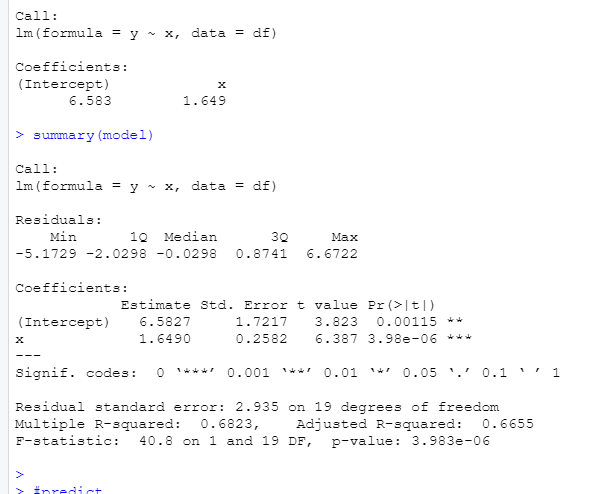 Call:
lm(formula = y ~ x, data = df)
Coefficients:
(Intercept)            x
      6.583        1.649
> summary(model)
Call:
lm(formula = y ~ x, data = df)
Residuals:
    Min      1Q  Median      3Q     Max
-5.1729 -2.0298 -0.0298  0.8741  6.6722
Coefficients:
            Estimate Std. Error t value Pr(>|t|)
(Intercept)   6.5827     1.7217   3.823  0.00115 **
x             1.6490     0.2582   6.387 3.98e-06 ***
---
Signif. codes:  0 ‘***’ 0.001 ‘**’ 0.01 ‘*’ 0.05 ‘.’ 0.1 ‘ ’ 1
Residual standard error: 2.935 on 19 degrees of freedom
Multiple R-squared:  0.6823,    Adjusted R-squared:  0.6655
F-statistic:  40.8 on 1 and 19 DF,  p-value: 3.983e-06
>
> #predict